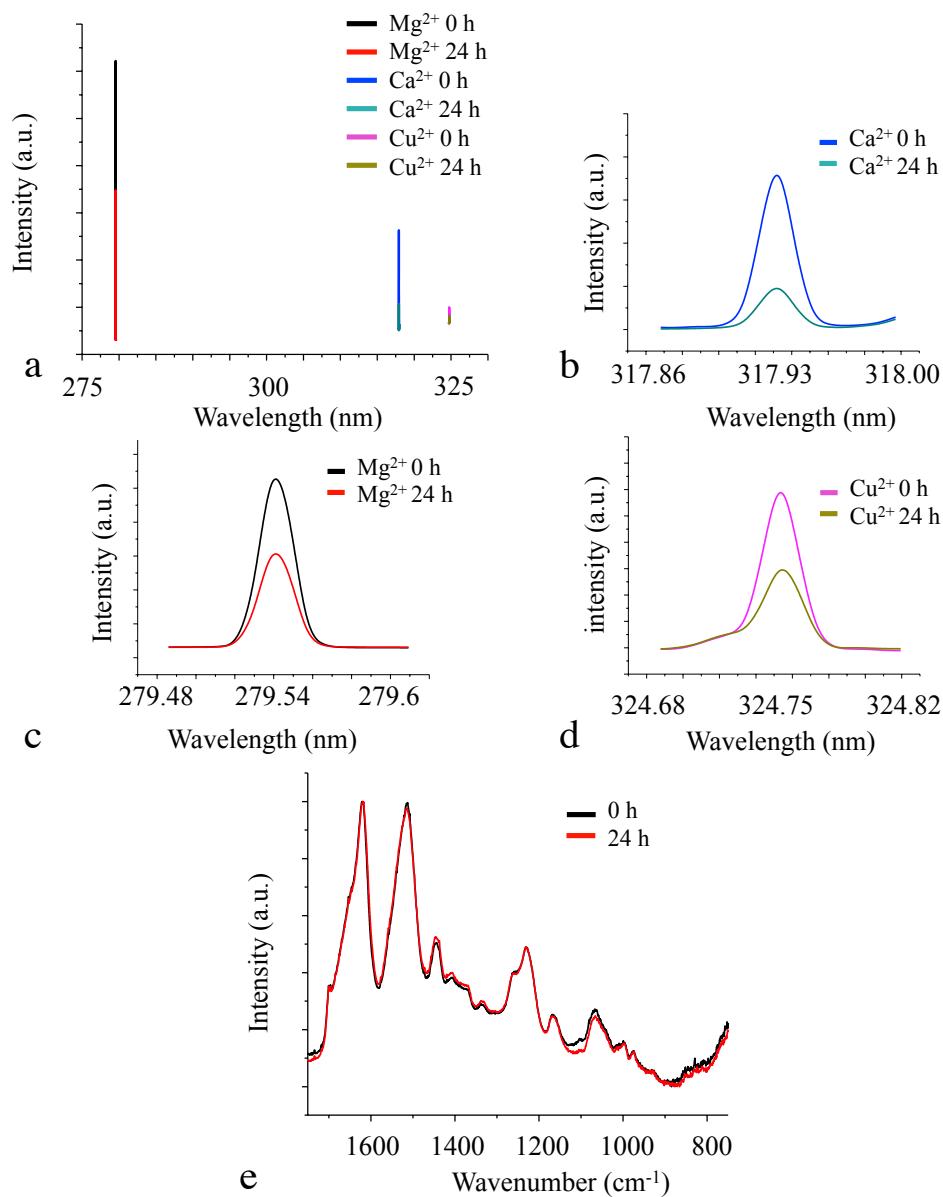 Mg²⁺ 0 h
Mg²⁺ 24 h
Ca²⁺ 0 h
Ca²⁺ 24 h
Cu²⁺ 0 h
Cu²⁺ 24 h
Intensity (a.u.)
275 300 325
Wavelength (nm)
a
Ca²⁺ 0 h
Ca²⁺ 24 h
Intensity (a.u.)
317.86 317.93 318.00
Wavelength (nm)
b
Mg²⁺ 0 h
Mg²⁺ 24 h
Intensity (a.u.)
279.48 279.54 279.6
Wavelength (nm)
c
Cu²⁺ 0 h
Cu²⁺ 24 h
intensity (a.u.)
324.68 324.75 324.82
Wavelength (nm)
d
0 h
24 h
Intensity (a.u.)
1600 1400 1200 1000 800
Wavenumber (cm⁻¹)
e